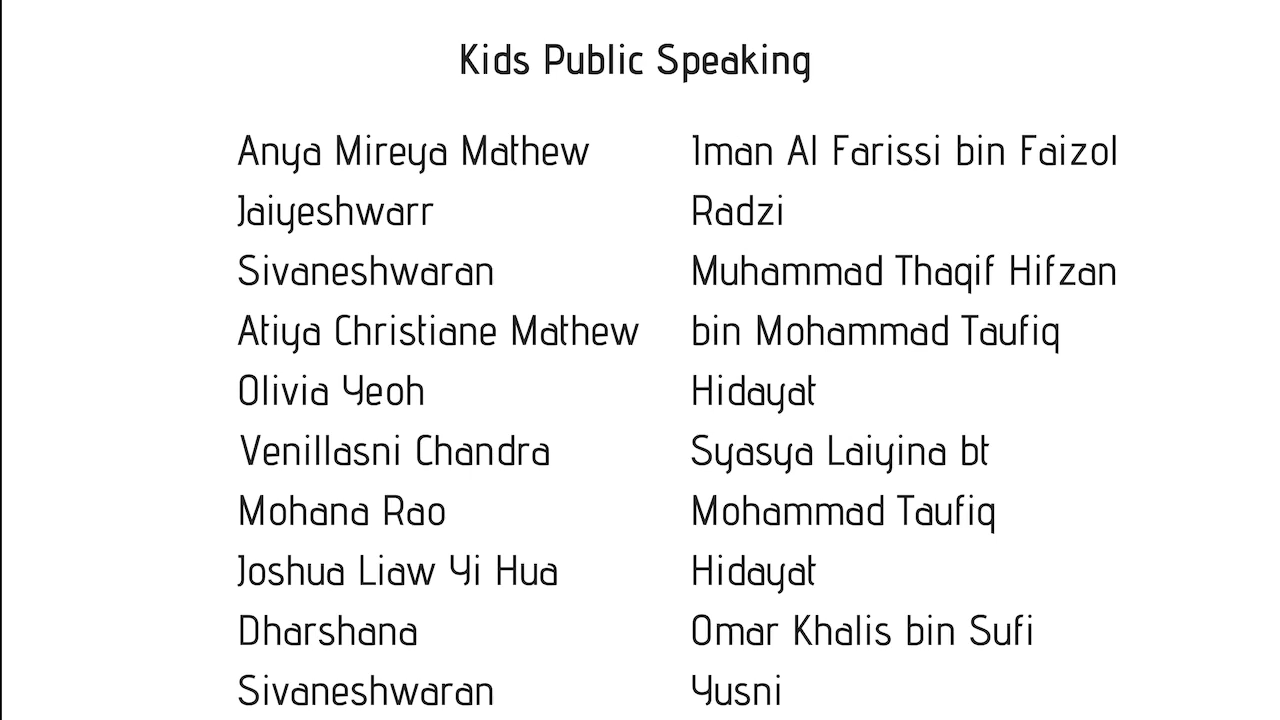 Kids Public Speaking
Anya Mireya Mathew
Jaiyeshwarr
Sivaneshwaran
Atiya Christiane Mathew
Olivia Yeoh
Venillasni Chandra
Mohana Rao
Joshua Liaw Yi Hua
Dharshana
Sivaneshwaran
Iman Al Farissi bin Faizol
Radzi
Muhammad Thaqif Hifzan
bin Mohammad Taufiq
Hidayat
Syasya Laiyina bt
Mohammad Taufiq
Hidayat
Omar Khalis bin Sufi
Yusni